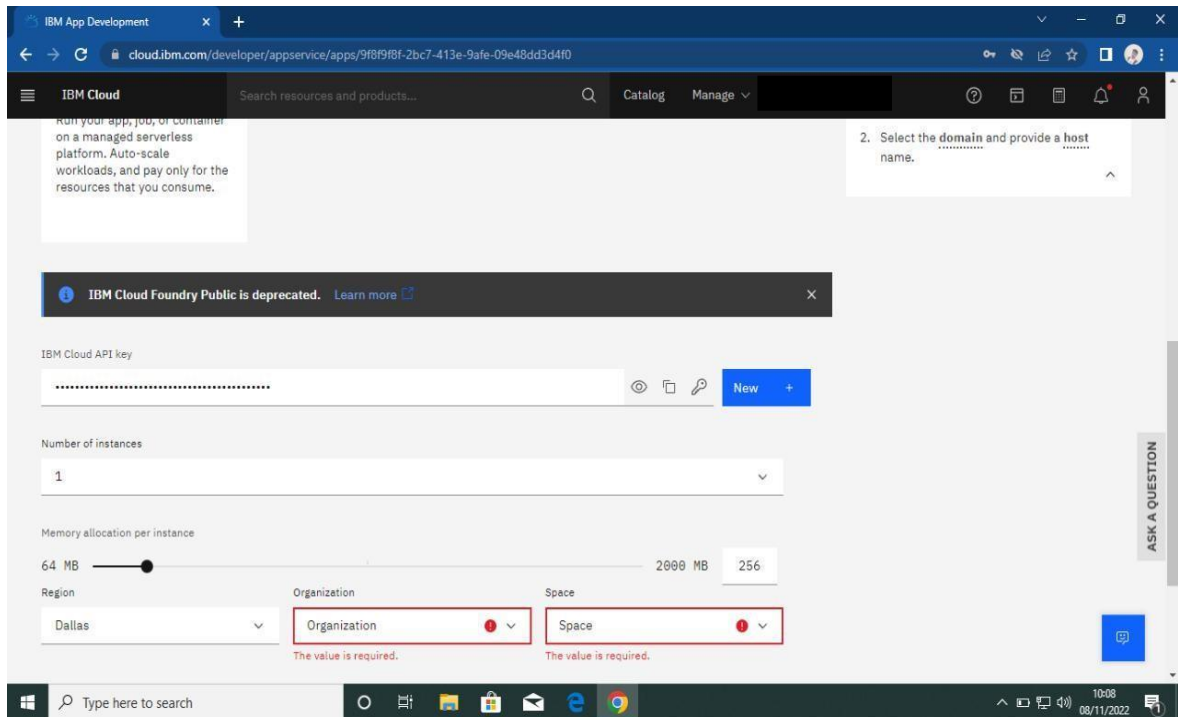 IBM App Development
cloud.ibm.com/developer/appservice/apps/9f8f9f8f-2bc7-413e-9afe-09e48dd3d4f0
IBM Cloud
Search resources and products...
Catalog
Manage
Run your app, job, or container
on a managed serverless
platform. Auto-scale
workloads, and pay only for the
resources that you consume.
2. Select the domain and provide a host
name.
IBM Cloud Foundry Public is deprecated. Learn more
IBM Cloud API key
New +
Number of instances
1
Memory allocation per instance
64 MB
2000 MB
256
Region
Organization
Space
Dallas
Organization
Space
The value is required.
The value is required.
ASK A QUESTION
Type here to search
10:08
08/11/2022
1